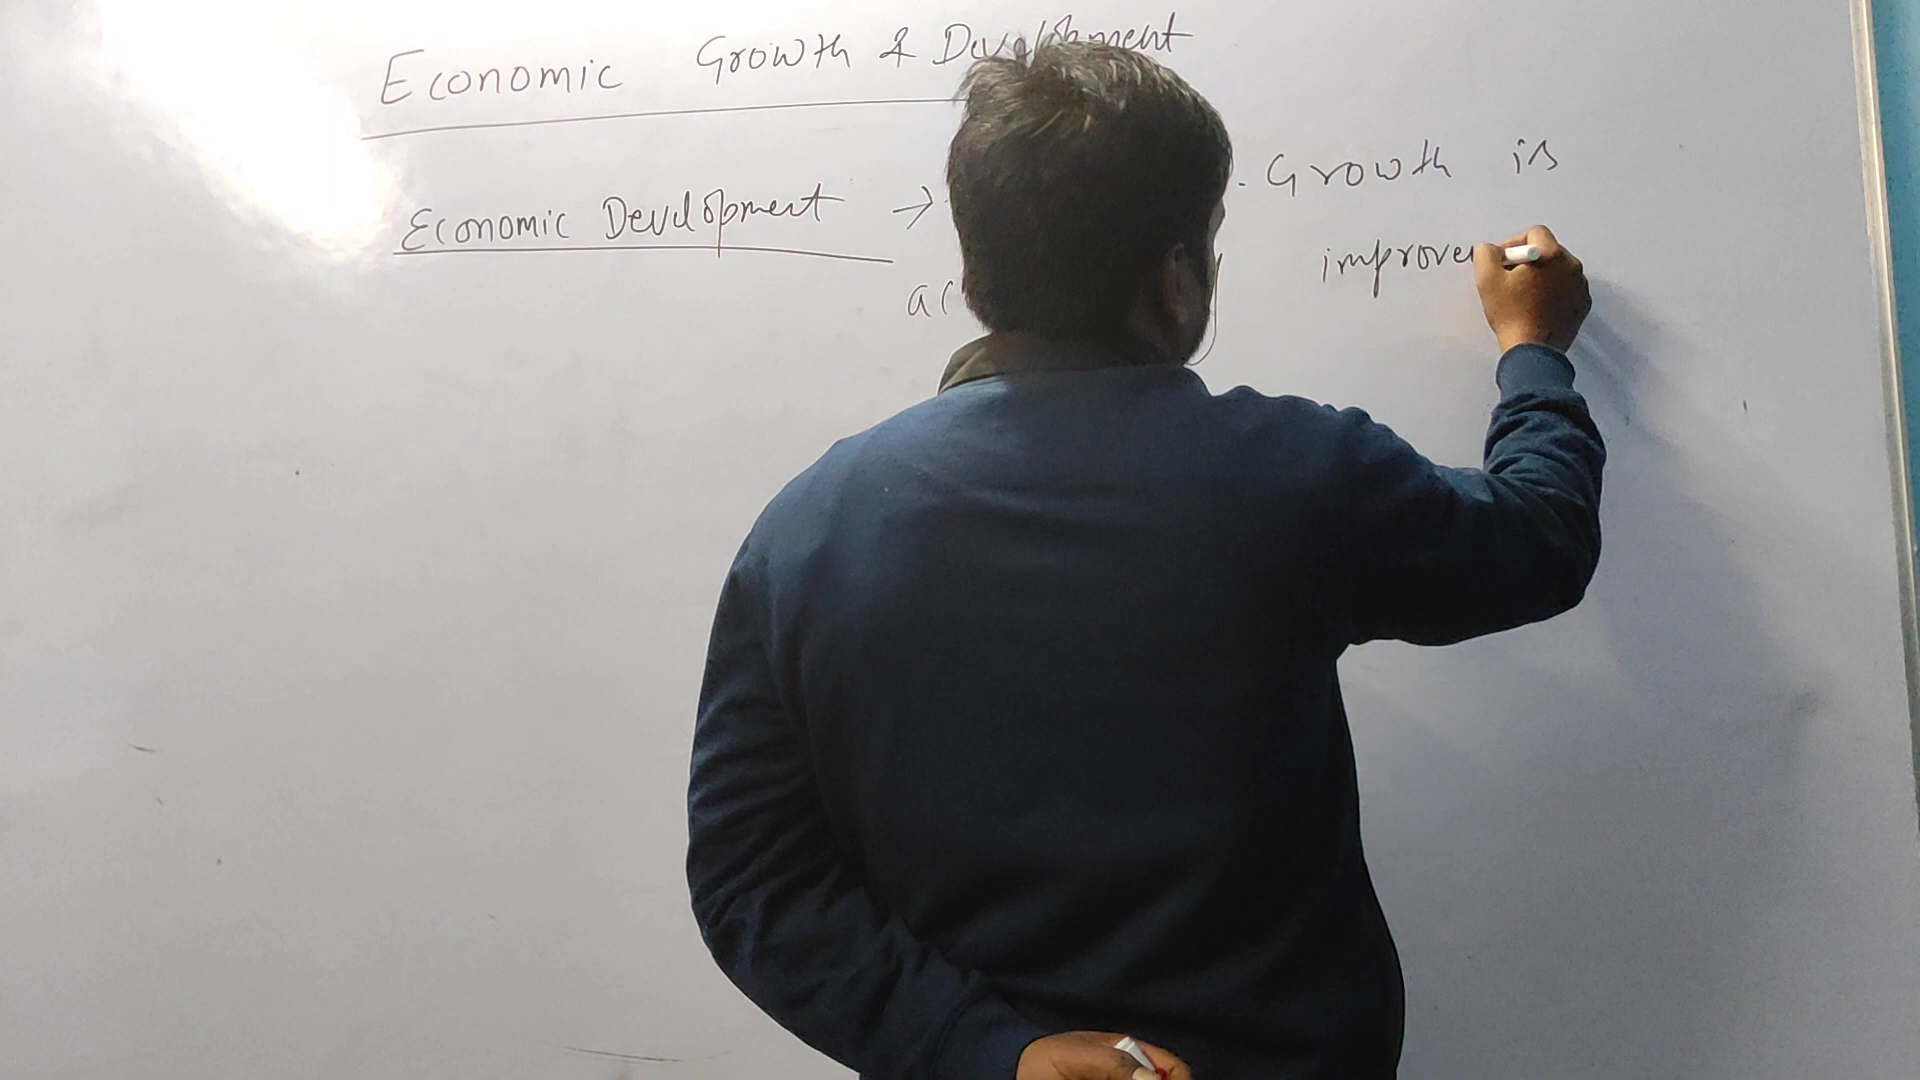 Economic Growth & Development
Economic Development → . Growth is
improve